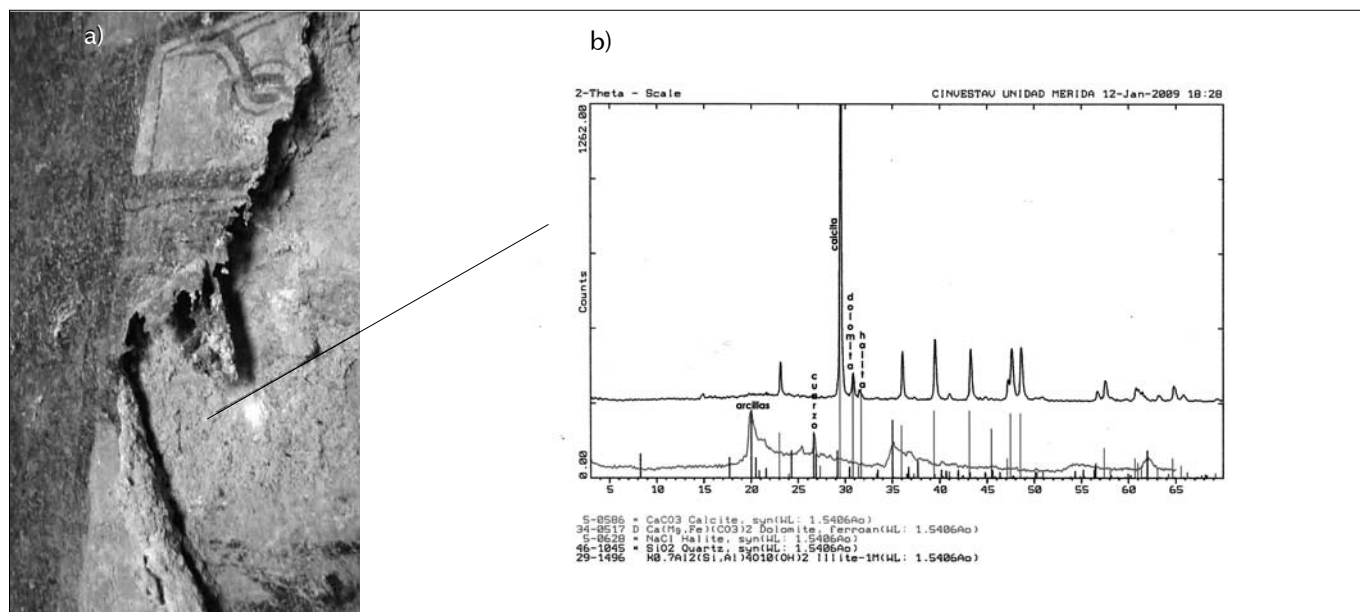 a)
b)
2-Theta - Scale
CINVESTAV UNIDAD MERIDA 12-Jan-2009 18:28
1262.00
Counts
0.00
calcita
dolomita
halita
cuarzo
arcillas
5 10 15 20 25 30 35 40 45 50 55 60 65
5-0586 * CaCO3 Calcite, syn(WL: 1.5406Ao)
34-0517 D Ca(Mg,Fe)(CO3)2 Dolomite, ferroan(WL: 1.5406Ao)
5-0628 * NaCl Halite, syn(WL: 1.5406Ao)
46-1045 * SiO2 Quartz, syn(WL: 1.5406Ao)
29-1496 K0.7Al2(Si,Al)4O10(OH)2 Illite-1M(WL: 1.5406Ao)